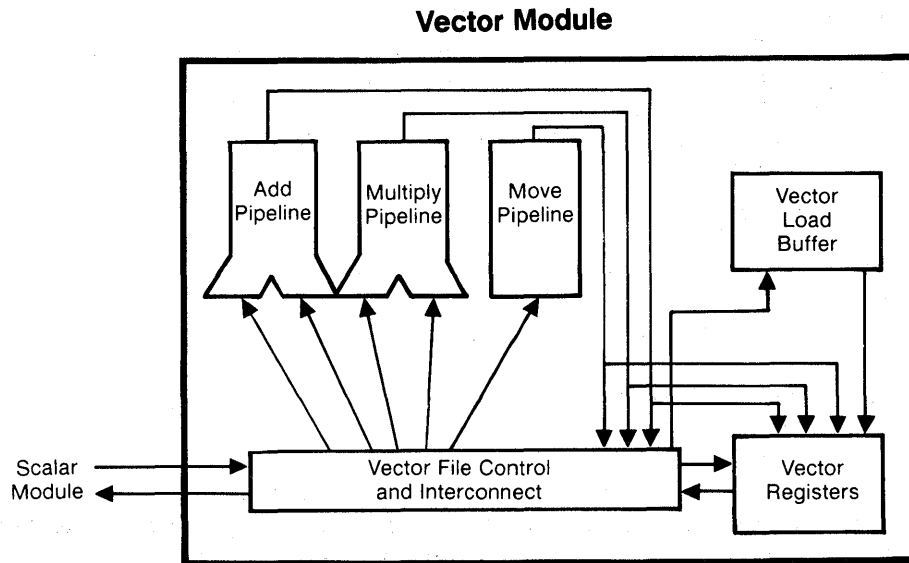 Vector Module
Add
Pipeline
Multiply
Pipeline
Move
Pipeline
Vector
Load
Buffer
Scalar
Module
Vector File Control
and Interconnect
Vector
Registers